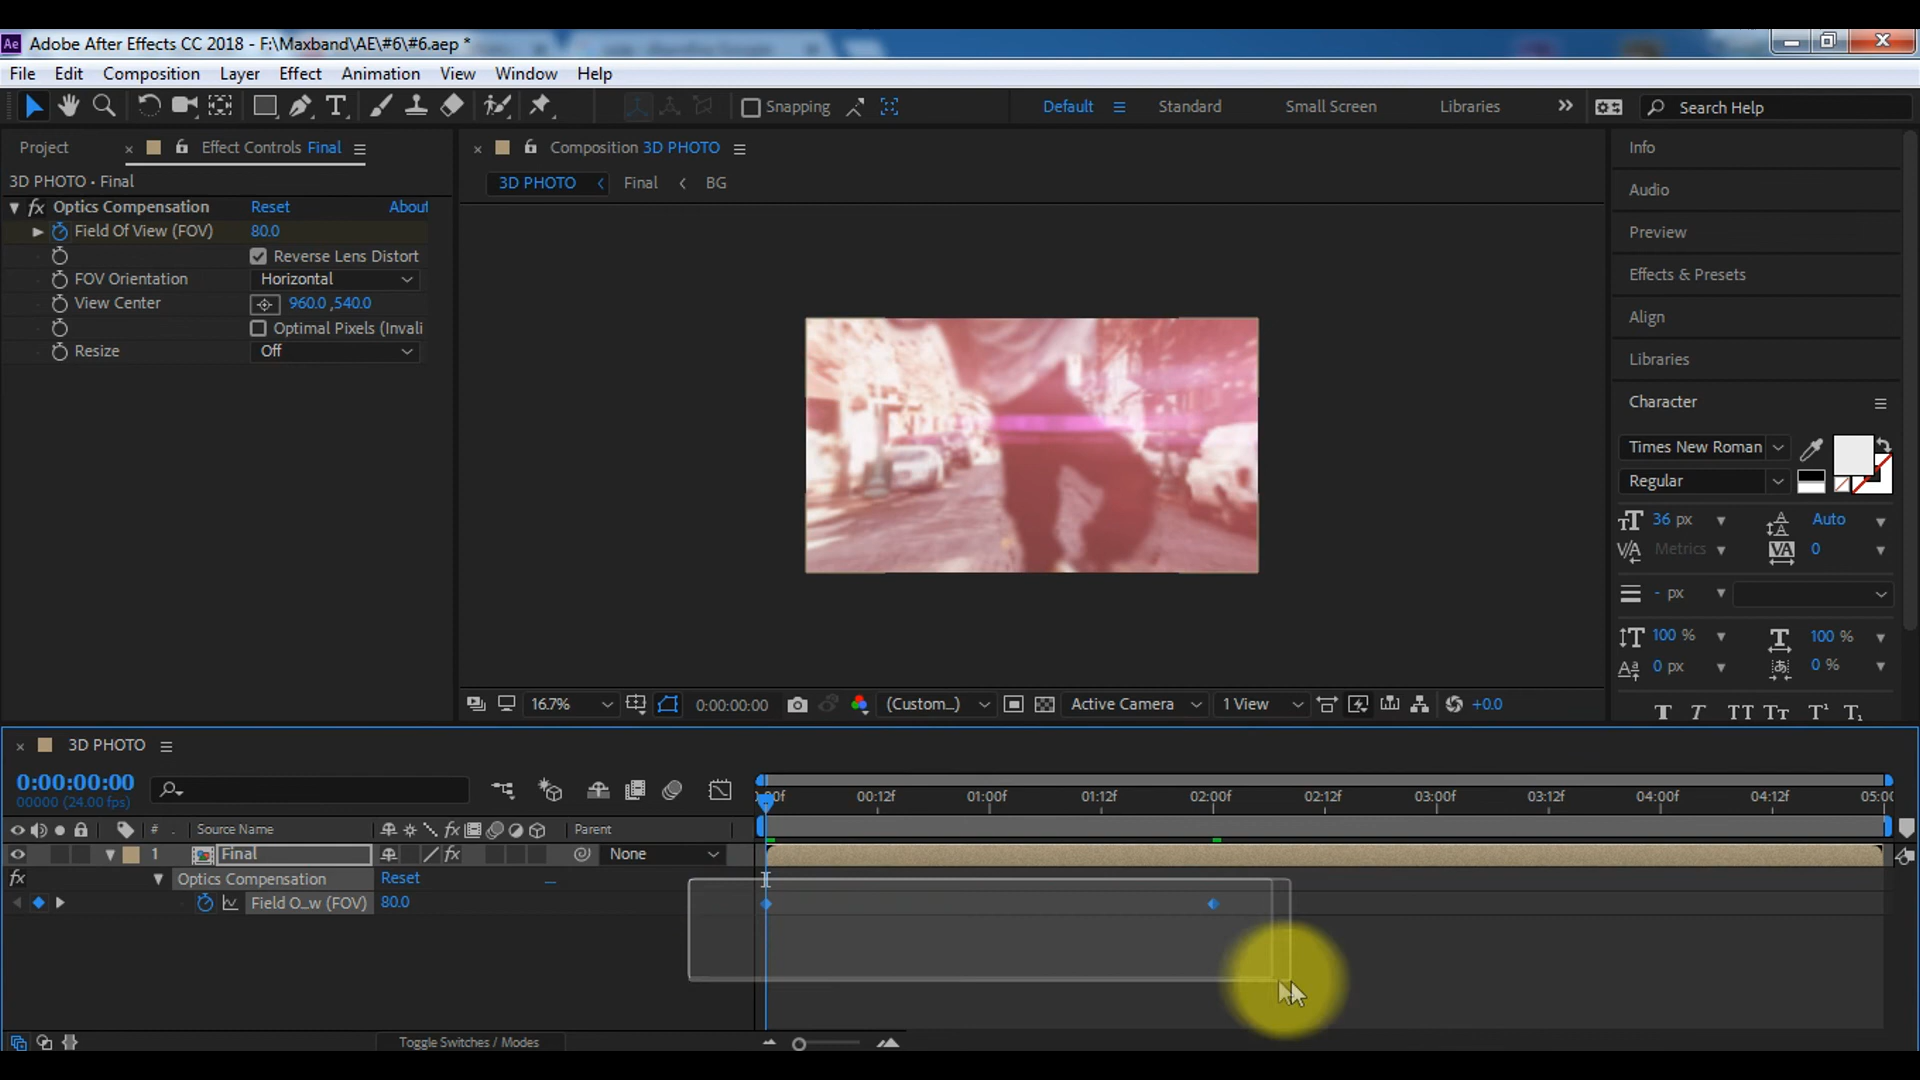 Ae Adobe After Effects CC 2018 - F:\Maxband\AE\#6\#6.aep *
File Edit Composition Layer Effect Animation View Window Help
Snapping Default Standard Small Screen Libraries Search Help
Project Effect Controls Final
3D PHOTO • Final
fx Optics Compensation Reset About
Field Of View (FOV) 80.0
Reverse Lens Distort
FOV Orientation Horizontal
View Center 960.0 ,540.0
Optimal Pixels (Invali
Resize Off
Composition 3D PHOTO
3D PHOTO Final BG
16.7% 0:00:00:00 (Custom...) Active Camera 1 View +0.0
Info
Audio
Preview
Effects & Presets
Align
Libraries
Character
Times New Roman
Regular
36 px Auto
Metrics 0
- px
100 % 100 %
0 px 0 %
T T TT Tt T¹ T₁
3D PHOTO
0:00:00:00
00000 (24.00 fps)
00f 00:12f 01:00f 01:12f 02:00f 02:12f 03:00f 03:12f 04:00f 04:12f 05:00
# . Source Name fx Parent
1 Final fx None
fx Optics Compensation Reset
Field O...w (FOV) 80.0
Toggle Switches / Modes